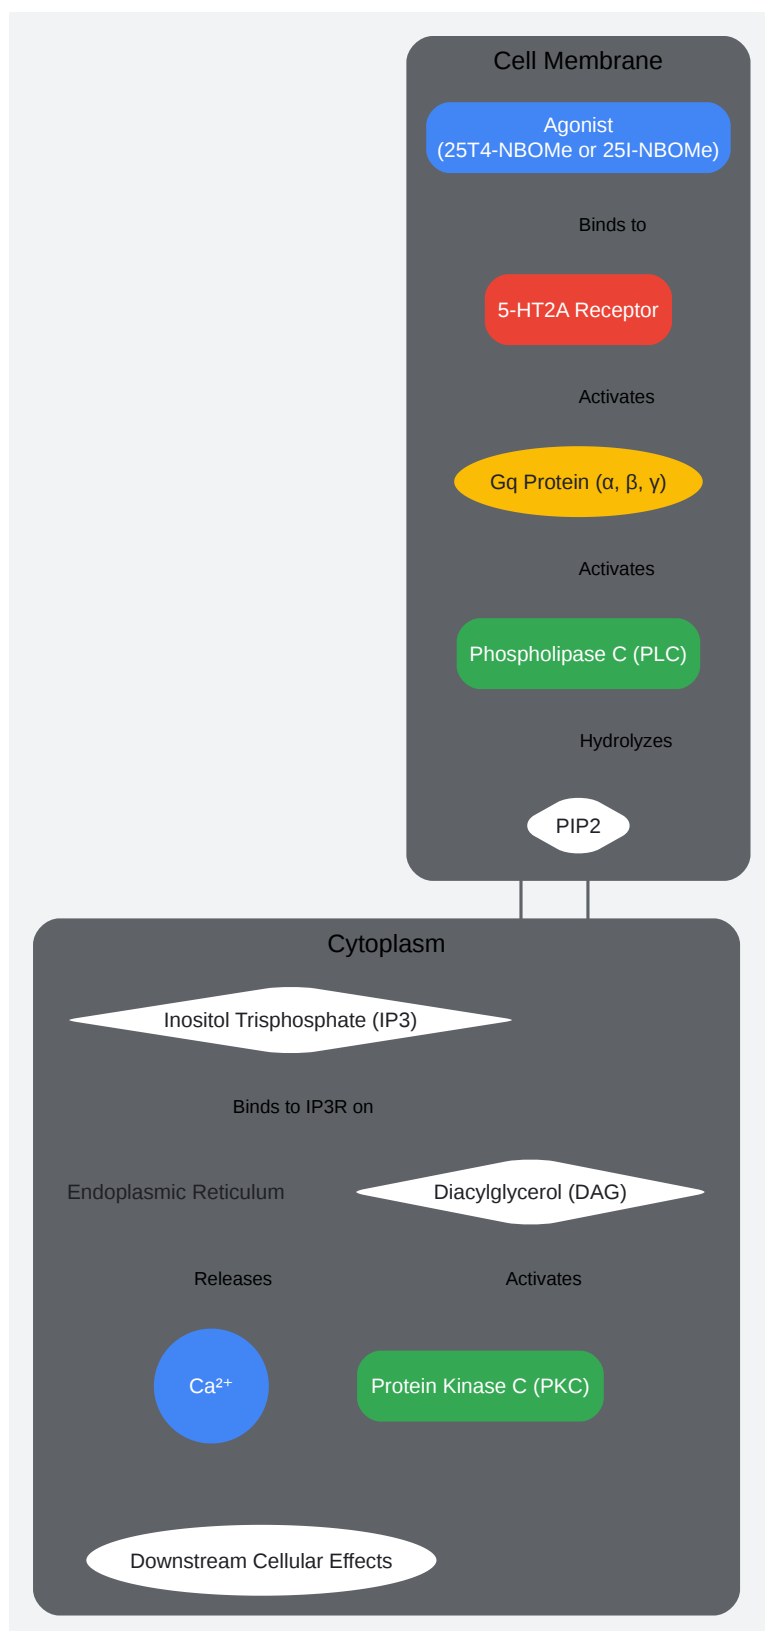 Cell Membrane
Agonist
(25T4-NBOMe or 25I-NBOMe)
Binds to
5-HT2A Receptor
Activates
Gq Protein (α, β, γ)
Activates
Phospholipase C (PLC)
Hydrolyzes
PIP2
Cytoplasm
Inositol Trisphosphate (IP3)
Binds to IP3R on
Endoplasmic Reticulum
Diacylglycerol (DAG)
Releases
Activates
Ca²⁺
Protein Kinase C (PKC)
Downstream Cellular Effects